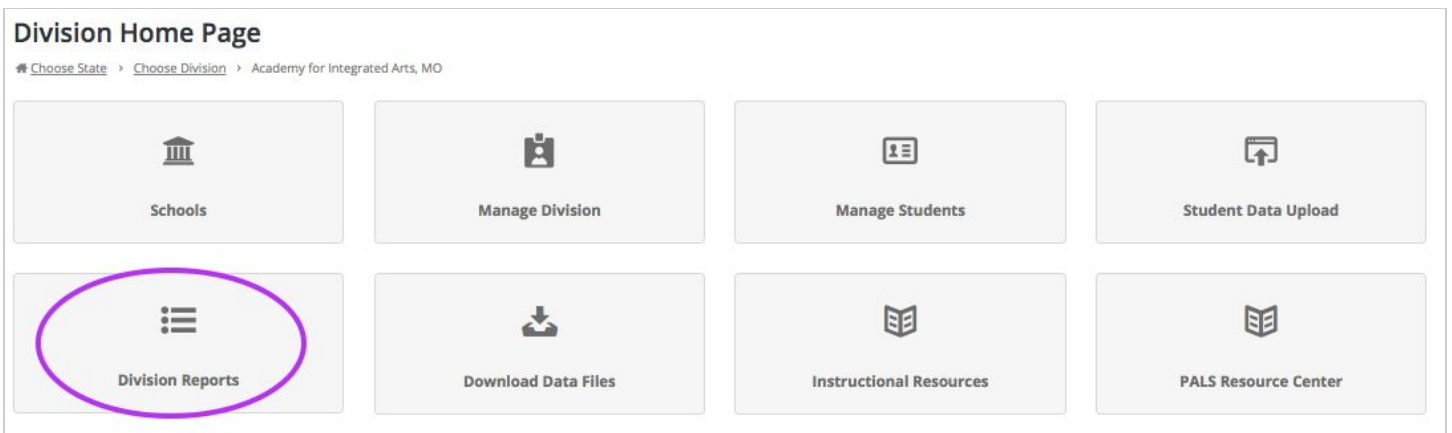 Division Home Page
Choose State › Choose Division › Academy for Integrated Arts, MO
Schools
Manage Division
Manage Students
Student Data Upload
Division Reports
Download Data Files
Instructional Resources
PALS Resource Center